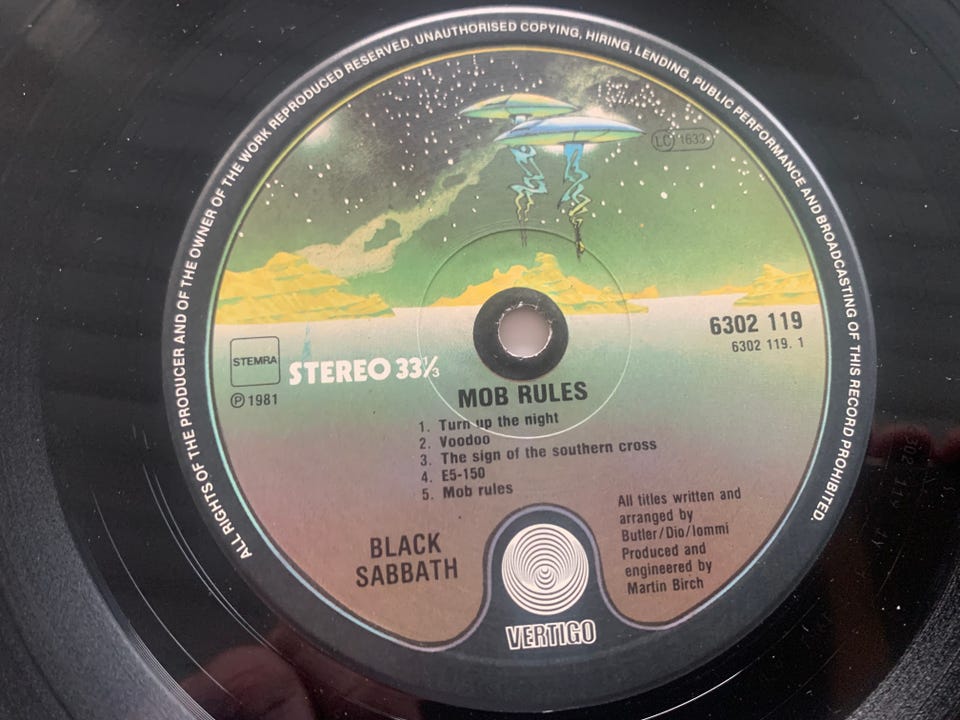 ALL RIGHTS OF THE PRODUCER AND OF THE OWNER OF THE WORK REPRODUCED RESERVED. UNAUTHORISED COPYING, HIRING, LENDING, PUBLIC PERFORMANCE AND BROADCASTING OF THIS RECORD PROHIBITED.
LC 1633
6302 119
6302 119. 1
STEMRA
STEREO 33⅓
Ⓟ 1981
MOB RULES
1. Turn up the night
2. Voodoo
3. The sign of the southern cross
4. E5-150
5. Mob rules
All titles written and
arranged by
Butler/Dio/Iommi
Produced and
engineered by
Martin Birch
BLACK
SABBATH
VERTIGO